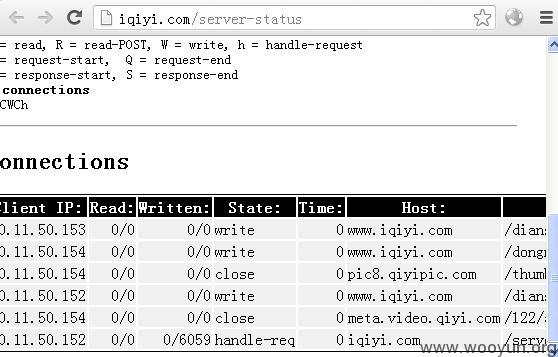 iqiyi.com/server-status
= read, R = read-POST, W = write, h = handle-request
= request-start, Q = request-end
= response-start, S = response-end
connections
CWCh
onnections
Client IP: Read: Written: State: Time: Host:
0.11.50.153 0/0 0/0 write 0 www.iqiyi.com /dians
0.11.50.154 0/0 0/0 write 0 www.iqiyi.com /dong
0.11.50.154 0/0 0/0 close 0 pic8.qiyipic.com /thum
0.11.50.152 0/0 0/0 write 0 www.iqiyi.com /dians
0.11.50.154 0/0 0/0 close 0 meta.video.qiyi.com /122/
0.11.50.152 0/0 0/6059 handle-req 0 iqiyi.com /serv
www.wooyun.org